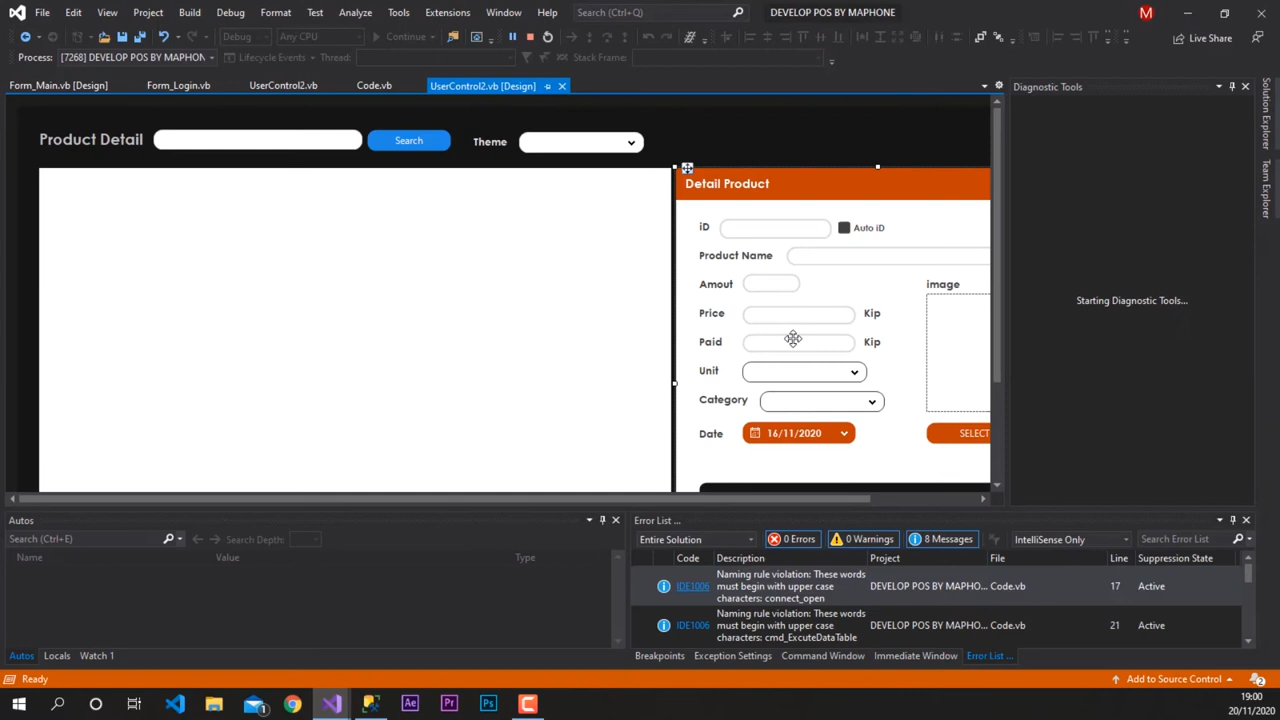 File Edit View Project Build Debug Format Test Analyze Tools Extensions Window Help Search (Ctrl+Q) DEVELOP POS BY MAPHONE M
Debug Any CPU Continue Live Share
Process: [7268] DEVELOP POS BY MAPHON Lifecycle Events Thread: Stack Frame:
Form_Main.vb [Design] Form_Login.vb UserControl2.vb Code.vb UserControl2.vb [Design] Diagnostic Tools
Solution Explorer
Team Explorer
Product Detail Search Theme
Detail Product
iD Auto iD
Product Name
Amout image
Price Kip
Paid Kip
Unit
Category
Date 16/11/2020 SELECT
Starting Diagnostic Tools...
Autos
Search (Ctrl+E) Search Depth:
Name Value Type
Autos Locals Watch 1
Error List ...
Entire Solution 0 Errors 0 Warnings 8 Messages IntelliSense Only Search Error List
Code Description Project File Line Suppression State
IDE1006 Naming rule violation: These words must begin with upper case characters: connect_open DEVELOP POS BY MAPHO... Code.vb 17 Active
IDE1006 Naming rule violation: These words must begin with upper case characters: cmd_ExcuteDataTable DEVELOP POS BY MAPHO... Code.vb 21 Active
Breakpoints Exception Settings Command Window Immediate Window Error List ...
Ready Add to Source Control 2
1 Ae Pr Ps 19:00
20/11/2020